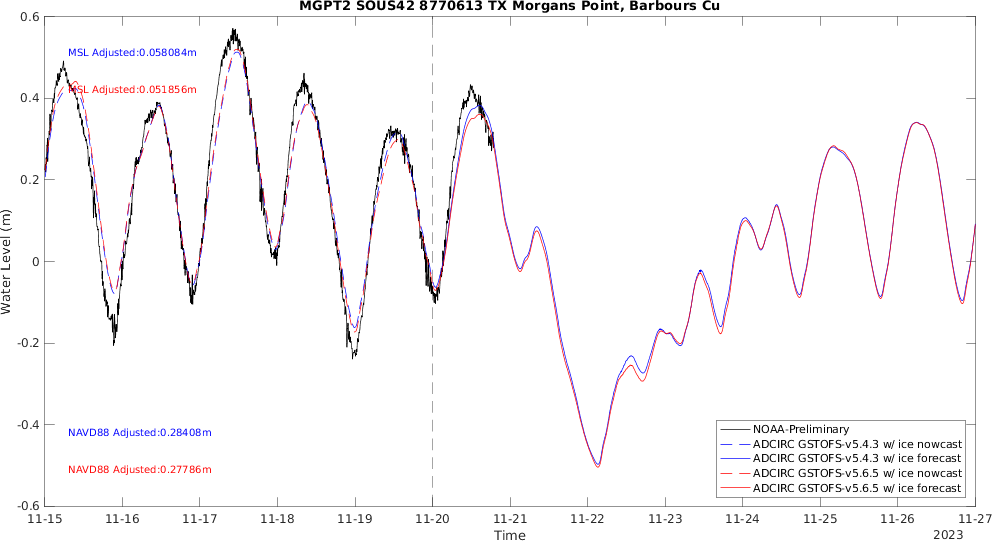 MGPT2 SOUS42 8770613 TX Morgans Point, Barbours Cu
0.6
0.4
0.2
0
-0.2
-0.4
-0.6
Water Level (m)
MSL Adjusted:0.058084m
MSL Adjusted:0.051856m
NAVD88 Adjusted:0.28408m
NAVD88 Adjusted:0.27786m
NOAA-Preliminary
ADCIRC GSTOFS-v5.4.3 w/ ice nowcast
ADCIRC GSTOFS-v5.4.3 w/ ice forecast
ADCIRC GSTOFS-v5.6.5 w/ ice nowcast
ADCIRC GSTOFS-v5.6.5 w/ ice forecast
11-15 11-16 11-17 11-18 11-19 11-20 11-21 11-22 11-23 11-24 11-25 11-26 11-27
Time
2023